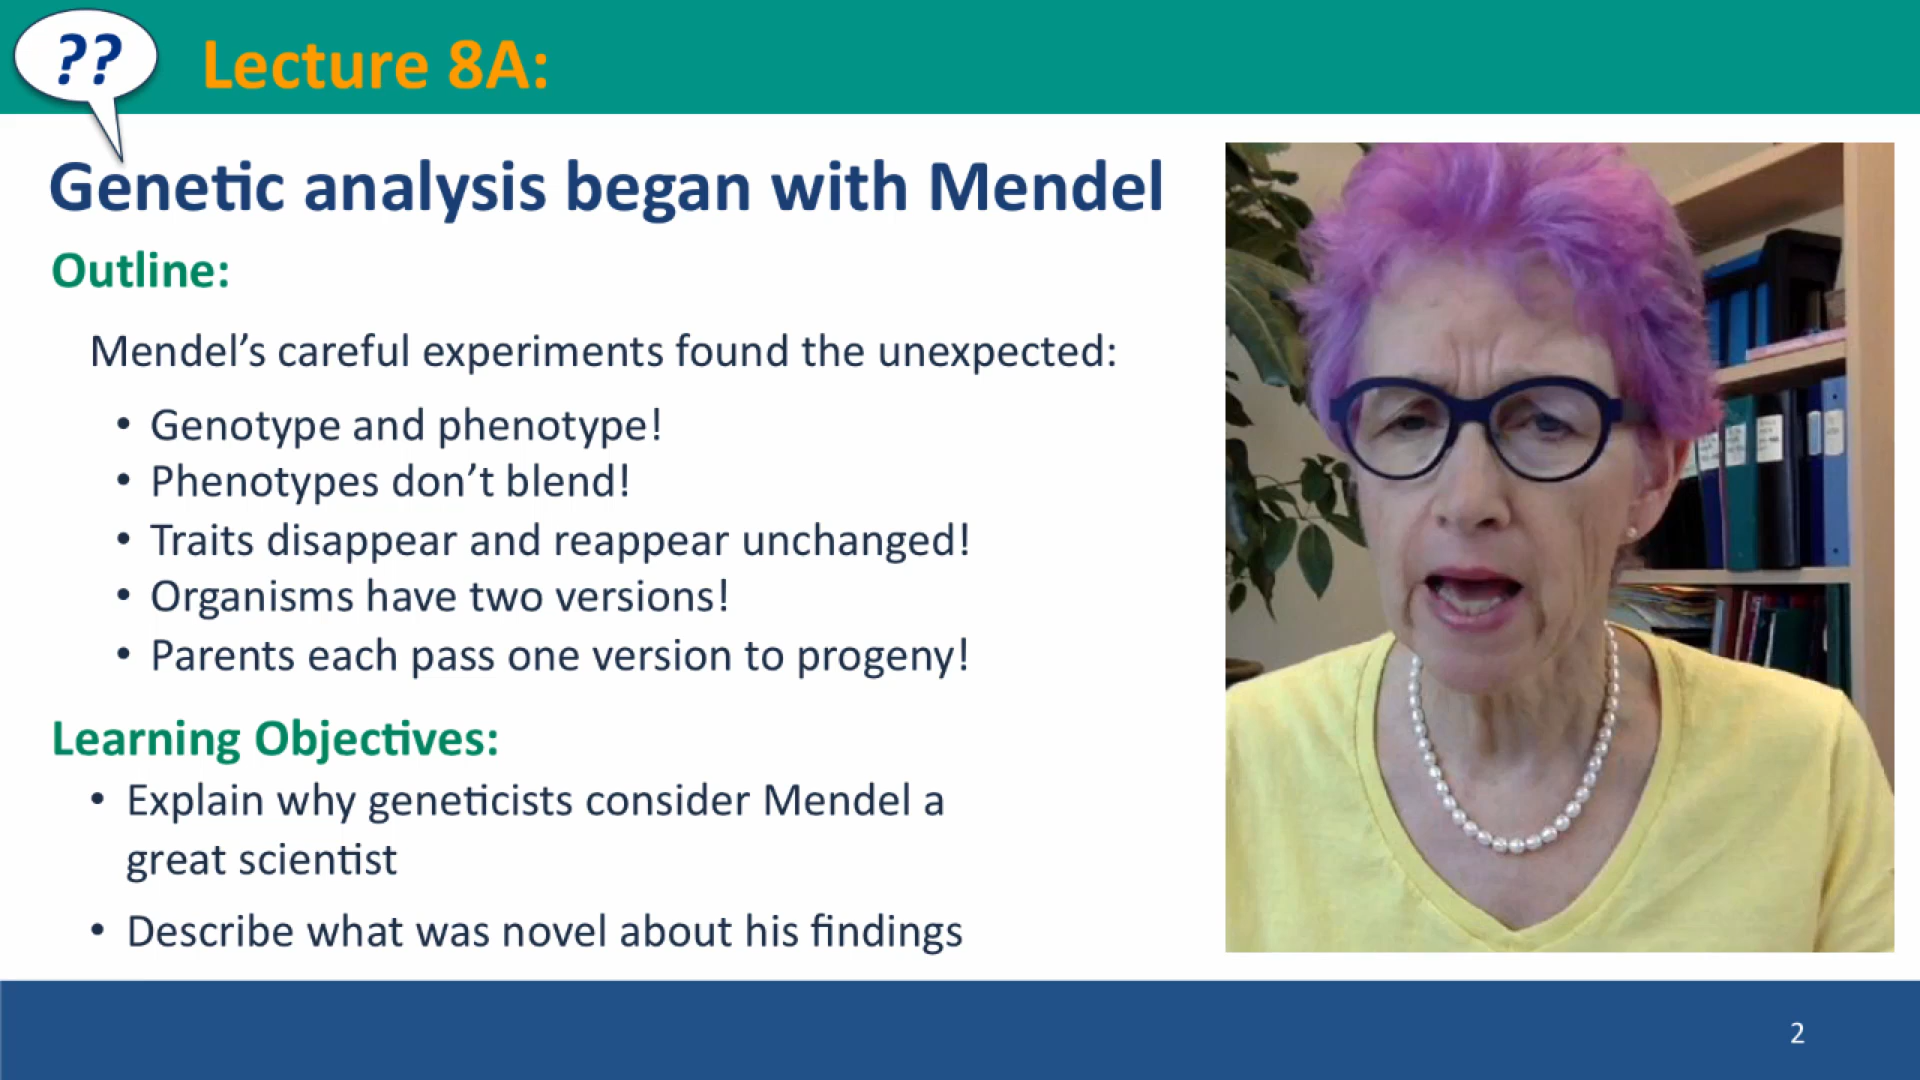 ??
Lecture 8A:
Genetic analysis began with Mendel
Outline:
Mendel’s careful experiments found the unexpected:
• Genotype and phenotype!
• Phenotypes don’t blend!
• Traits disappear and reappear unchanged!
• Organisms have two versions!
• Parents each pass one version to progeny!
Learning Objectives:
• Explain why geneticists consider Mendel a
great scientist
• Describe what was novel about his findings
2